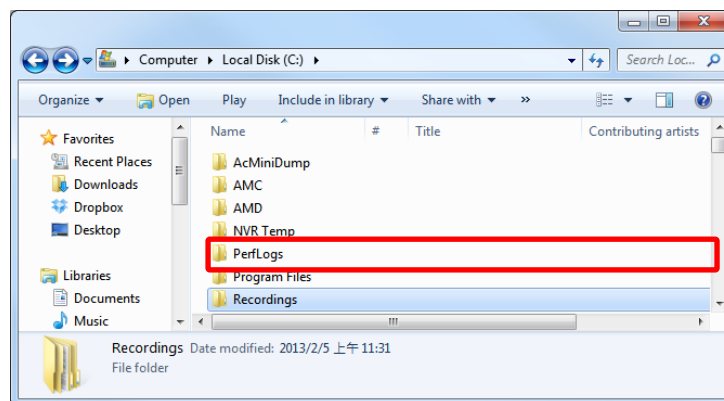 Computer Local Disk (C:)
Search Loc...
Organize Open Play Include in library Share with »
Favorites
Recent Places
Downloads
Dropbox
Desktop
Libraries
Documents
Music
Name # Title Contributing artists
AcMiniDump
AMC
AMD
NVR Temp
PerfLogs
Program Files
Recordings
Recordings Date modified: 2013/2/5 上午 11:31
File folder